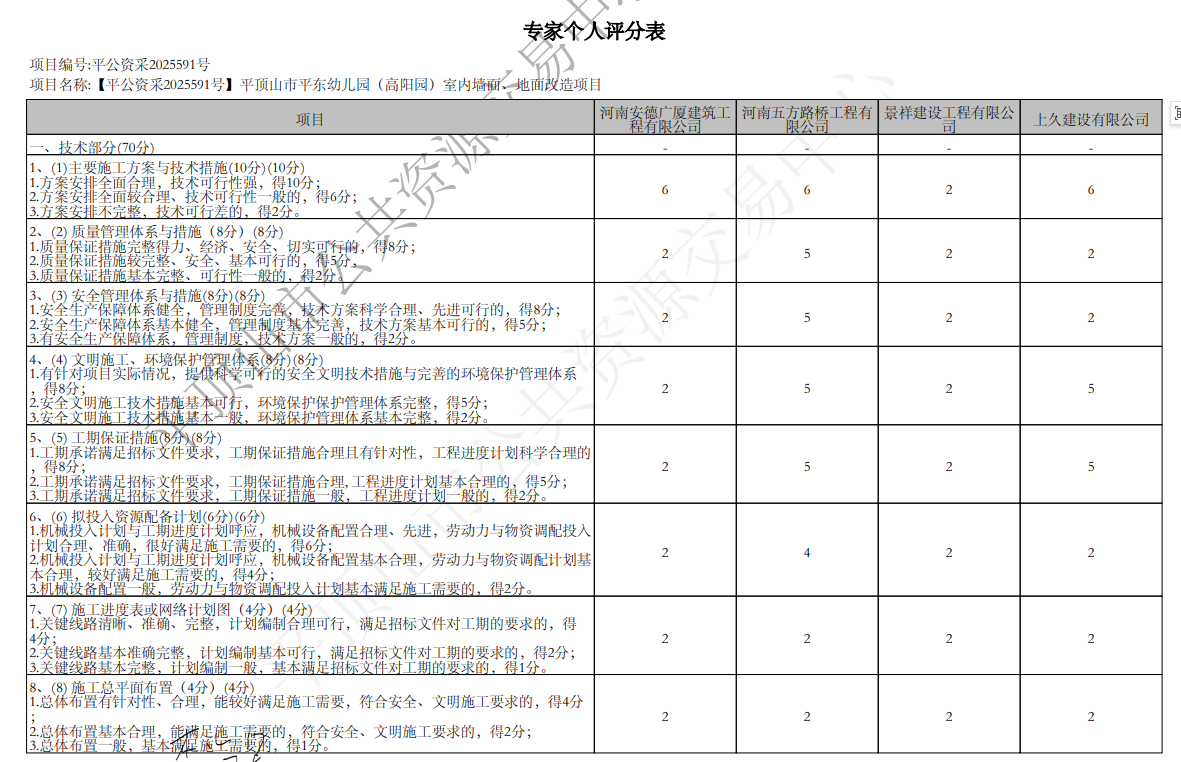 专家个人评分表
项目编号:平公资采2025591号
项目名称:【平公资采2025591号】平顶山市平东幼儿园（高阳园）室内墙面、地面改造项目
项目 河南安德广厦建筑工程有限公司 河南五方路桥工程有限公司 景祥建设工程有限公司 上久建设有限公司
一、技术部分(70分) - - - -
1、(1)主要施工方案与技术措施(10分)(10分)
1.方案安排全面合理，技术可行性强，得10分；
2.方案安排全面较合理、技术可行性一般的，得6分；
3.方案安排不完整，技术可行差的，得2分。
6 6 2 6
2、(2) 质量管理体系与措施（8分）(8分)
1.质量保证措施完整得力、经济、安全、切实可行的，得8分；
2.质量保证措施较完整、安全、基本可行的，得5分，
3.质量保证措施基本完整、可行性一般的，得2分。
2 5 2 2
3、(3) 安全管理体系与措施(8分)(8分)
1.安全生产保障体系健全，管理制度完善、技术方案科学合理、先进可行的，得8分；
2.安全生产保障体系基本健全，管理制度基本完善，技术方案基本可行的，得5分；
3.有安全生产保障体系，管理制度、技术方案一般的，得2分。
2 5 2 2
4、(4) 文明施工、环境保护管理体系(8分)(8分)
1.有针对项目实际情况，提供科学可行的安全文明技术措施与完善的环境保护管理体系
，得8分；
2.安全文明施工技术措施基本可行，环境保护保护管理体系完整，得5分；
3.安全文明施工技术措施基本一般，环境保护管理体系基本完整，得2分。
2 5 2 5
5、(5) 工期保证措施(8分)(8分)
1.工期承诺满足招标文件要求，工期保证措施合理且有针对性，工程进度计划科学合理的
，得8分；
2.工期承诺满足招标文件要求，工期保证措施合理,工程进度计划基本合理的，得5分；
3.工期承诺满足招标文件要求，工期保证措施一般，工程进度计划一般的，得2分。
2 5 2 5
6、(6) 拟投入资源配备计划(6分)(6分)
1.机械投入计划与工期进度计划呼应，机械设备配置合理、先进，劳动力与物资调配投入
计划合理、准确，很好满足施工需要的，得6分；
2.机械投入计划与工期进度计划呼应，机械设备配置基本合理，劳动力与物资调配计划基
本合理，较好满足施工需要的，得4分；
3.机械设备配置一般，劳动力与物资调配投入计划基本满足施工需要的，得2分。
2 4 2 2
7、(7) 施工进度表或网络计划图（4分）(4分)
1.关键线路清晰、准确、完整，计划编制合理可行，满足招标文件对工期的要求的，得
4分；
2.关键线路基本准确完整，计划编制基本可行，满足招标文件对工期的要求的，得2分；
3.关键线路基本完整，计划编制一般，基本满足招标文件对工期的要求的，得1分。
2 2 2 2
8、(8) 施工总平面布置（4分）(4分)
1.总体布置有针对性、合理，能较好满足施工需要，符合安全、文明施工要求的，得4分
；
2.总体布置基本合理，能满足施工需要的，符合安全、文明施工要求的，得2分；
3.总体布置一般，基本满足施工需要的，得1分。
2 2 2 2
平顶山市公共资源交易中心
平顶山市公共资源交易中心